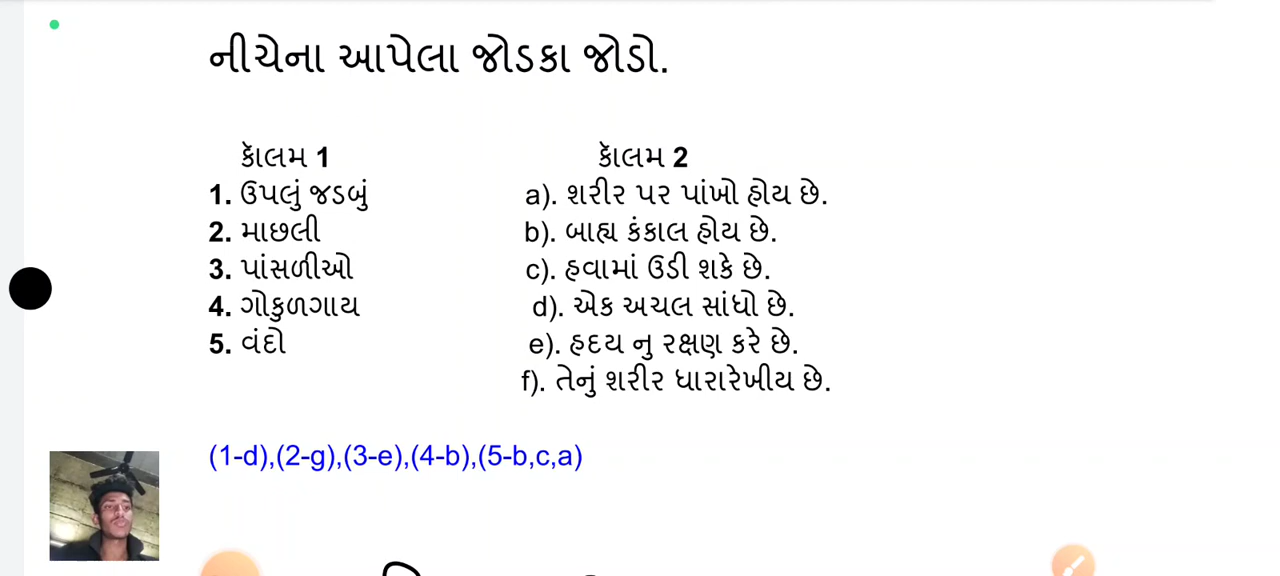 નીચેના આપેલા જોડકા જોડો.
કૉલમ 1 કૉલમ 2
1. ઉપલું જડબું a). શરીર પર પાંખો હોય છે.
2. માછલી b). બાહ્ય કંકાલ હોય છે.
3. પાંસળીઓ c). હવામાં ઉડી શકે છે.
4. ગોકુળગાય d). એક અચલ સાંધો છે.
5. વંદો e). હ્રદય નુ રક્ષણ કરે છે.
f). તેનું શરીર ધારારેખીય છે.
(1-d),(2-g),(3-e),(4-b),(5-b,c,a)